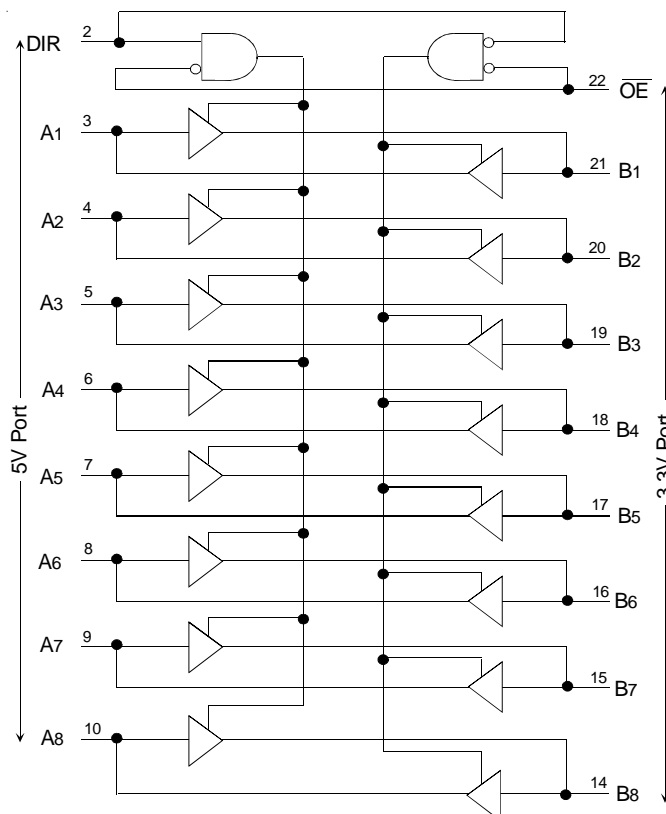 DIR 2
22 OE
A1 3
21 B1
A2 4
20 B2
A3 5
19 B3
A4 6
18 B4
A5 7
17 B5
A6 8
16 B6
A7 9
15 B7
A8 10
14 B8
5V Port
3.3V Port